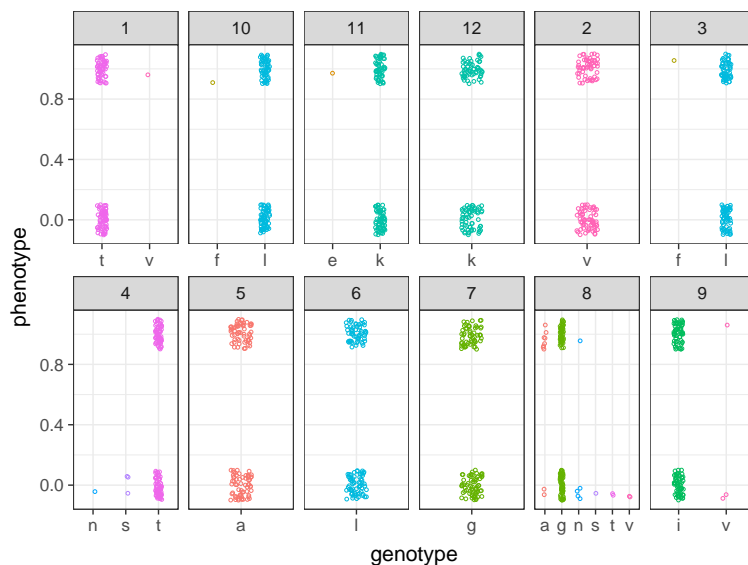 1 10 11 12 2 3
0.8
0.4
0.0
t v f l e k k v f l
4 5 6 7 8 9
0.8
0.4
0.0
n s t a l g a g n s t v i v
phenotype
genotype